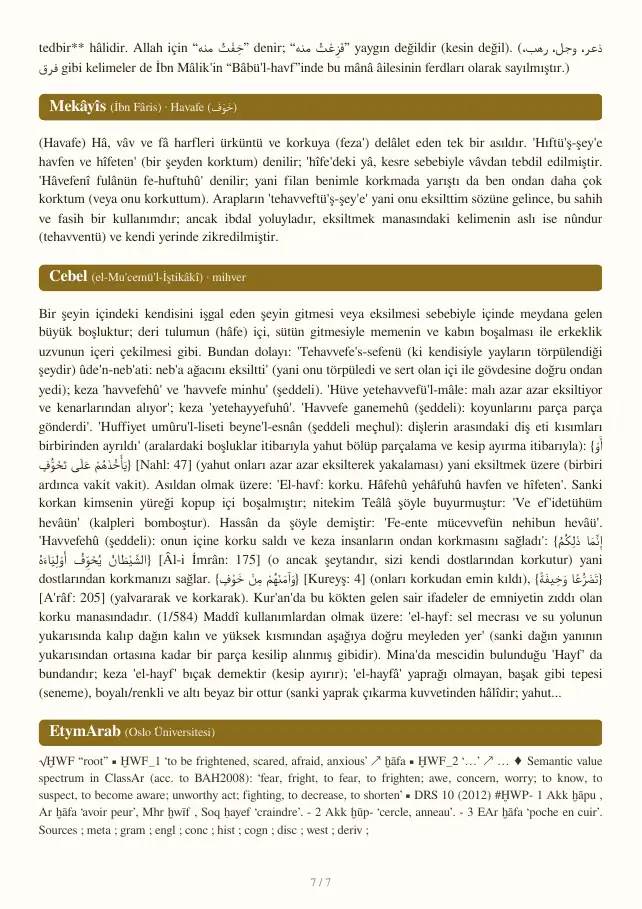 tedbir** hâlidir. Allah için “خِفْتُ منه” denir; “فَزِعْتُ منه” yaygın değildir (kesin değil). (ذعر، وجل، رهب،
فرق gibi kelimeler de İbn Mâlik'in “Bâbü'l-havf”inde bu mânâ âilesinin ferdları olarak sayılmıştır.)
Mekâyîs (İbn Fâris) · Havafe (خَوَفَ)
(Havafe) Hâ, vâv ve fâ harfleri ürküntü ve korkuya (feza') delâlet eden tek bir asıldır. 'Hıftü'ş-şey'e
havfen ve hîfeten' (bir şeyden korktum) denilir; 'hîfe'deki yâ, kesre sebebiyle vâvdan tebdil edilmiştir.
'Hâvefenî fulânün fe-huftuhû' denilir; yani filan benimle korkmada yarıştı da ben ondan daha çok
korktum (veya onu korkuttum). Arapların 'tehavveftü'ş-şey'e' yani onu eksilttim sözüne gelince, bu sahih
ve fasih bir kullanımdır; ancak ibdal yoluyladır, eksiltmek manasındaki kelimenin aslı ise nûndur
(tehavventü) ve kendi yerinde zikredilmiştir.
Cebel (el-Mu'cemü'l-İştikâkî) · mihver
Bir şeyin içindeki kendisini işgal eden şeyin gitmesi veya eksilmesi sebebiyle içinde meydana gelen
büyük boşluktur; deri tulumun (hâfe) içi, sütün gitmesiyle memenin ve kabın boşalması ile erkeklik
uzvunun içeri çekilmesi gibi. Bundan dolayı: 'Tehavvefe's-sefenü (ki kendisiyle yayların törpülendiği
şeydir) ûde'n-neb'ati: neb'a ağacını eksiltti' (yani onu törpüledi ve sert olan içi ile gövdesine doğru ondan
yedi); keza 'havvefehû' ve 'havvefe minhu' (şeddeli). 'Hüve yetehavvefü'l-mâle: malı azar azar eksiltiyor
ve kenarlarından alıyor'; keza 'yetehayyefuhû'. 'Havvefe ganemehû (şeddeli): koyunlarını parça parça
gönderdi'. 'Huffiyet umûru'l-liseti beyne'l-esnân (şeddeli meçhul): dişlerin arasındaki diş eti kısımları
birbirinden ayrıldı' (aralardaki boşluklar itibarıyla yahut bölüp parçalama ve kesip ayırma itibarıyla): {أَوْ
يَأْخُذَهُمْ عَلَى تَخَوُّفٍ} [Nahl: 47] (yahut onları azar azar eksilterek yakalaması) yani eksiltmek üzere (birbiri
ardınca vakit vakit). Asıldan olmak üzere: 'El-havf: korku. Hâfehû yehâfuhû havfen ve hîfeten'. Sanki
korkan kimsenin yüreği kopup içi boşalmıştır; nitekim Teâlâ şöyle buyurmuştur: 'Ve ef'idetühüm
hevâün' (kalpleri bomboştur). Hassân da şöyle demiştir: 'Fe-ente mücevvefün nehibun hevâü'.
'Havvefehû (şeddeli): onun içine korku saldı ve keza insanların ondan korkmasını sağladı': {إِنَّمَا ذَلِكُمُ
الشَّيْطَانُ يُخَوِّفُ أَوْلِيَاءَهُ} [Âl-i İmrân: 175] (o ancak şeytandır, sizi kendi dostlarından korkutur) yani
dostlarından korkmanızı sağlar. {وَآمَنَهُمْ مِنْ خَوْفٍ} [Kureyş: 4] (onları korkudan emin kıldı), {تَضَرُّعًا وَخِيفَةً}
[A'râf: 205] (yalvararak ve korkarak). Kur'an'da bu kökten gelen sair ifadeler de emniyetin zıddı olan
korku manasındadır. (1/584) Maddî kullanımlardan olmak üzere: 'el-hayf: sel mecrası ve su yolunun
yukarısında kalıp dağın kalın ve yüksek kısmından aşağıya doğru meyleden yer' (sanki dağın yanının
yukarısından ortasına kadar bir parça kesilip alınmış gibidir). Mina'da mescidin bulunduğu 'Hayf' da
bundandır; keza 'el-hayf' bıçak demektir (kesip ayırır); 'el-hayfâ' yaprağı olmayan, başak gibi tepesi
(seneme), boyalı/renkli ve altı beyaz bir ottur (sanki yaprak çıkarma kuvvetinden hâlîdir; yahut...
EtymArab (Oslo Üniversitesi)
√ḪWF “root” ▪ ḪWF_1 ‘to be frightened, scared, afraid, anxious’ ↗ ḫāfa ▪ ḪWF_2 ‘…’ ↗ … ♦ Semantic value
spectrum in ClassAr (acc. to BAH2008): ‘fear, fright, to fear, to frighten; awe, concern, worry; to know, to
suspect, to become aware; unworthy act; fighting, to decrease, to shorten’ ▪ DRS 10 (2012) #ḪWP- 1 Akk ḫāpu ,
Ar ḫāfa ‘avoir peur’, Mhr ḫwīf , Soq ḥayef ‘craindre’. - 2 Akk ḫūp- ‘cercle, anneau’. - 3 EAr ḫāfa ‘poche en cuir’.
Sources ; meta ; gram ; engl ; conc ; hist ; cogn ; disc ; west ; deriv ;
7 / 7